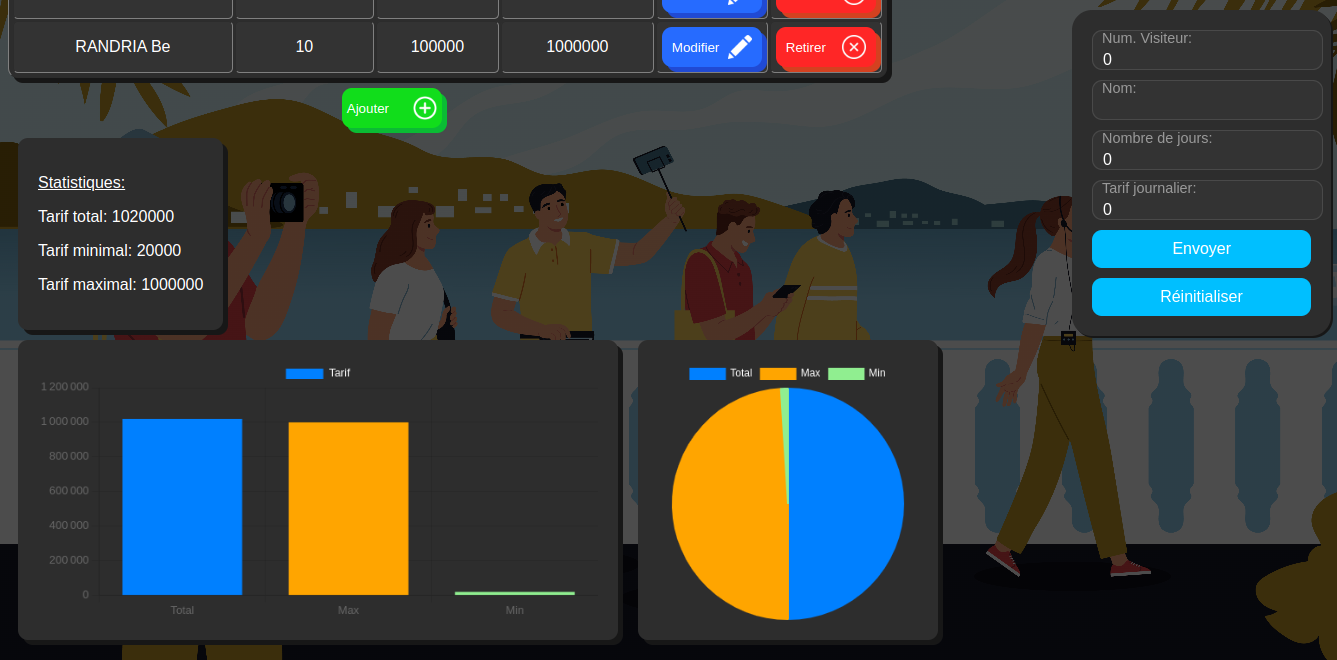 RANDRIA Be 10 100000 1000000 Modifier Retirer
Ajouter
Statistiques:
Tarif total: 1020000
Tarif minimal: 20000
Tarif maximal: 1000000
Num. Visiteur:
0
Nom:
Nombre de jours:
0
Tarif journalier:
0
Envoyer
Réinitialiser
Tarif
1 200 000
1 000 000
800 000
600 000
400 000
200 000
0
Total Max Min
Total Max Min